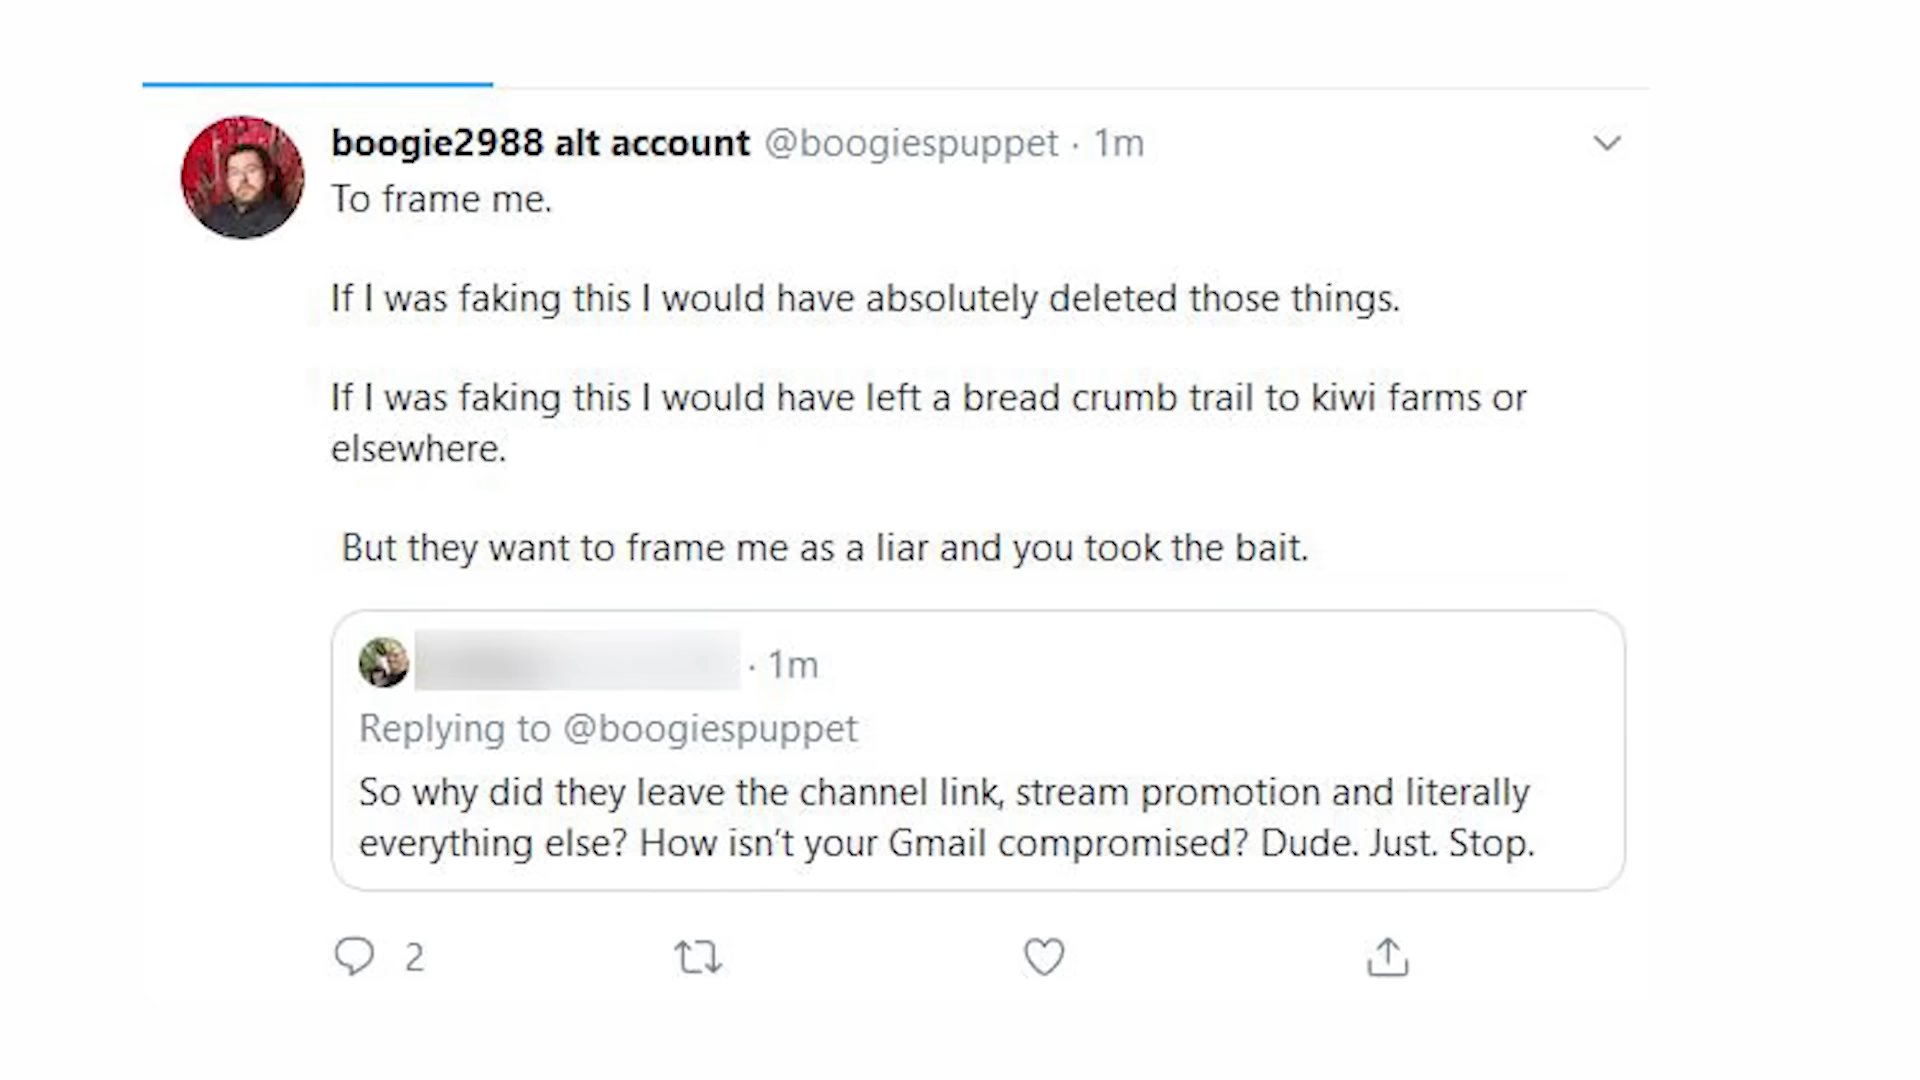 boogie2988 alt account @boogiespuppet · 1m
To frame me.
If I was faking this I would have absolutely deleted those things.
If I was faking this I would have left a bread crumb trail to kiwi farms or
elsewhere.
But they want to frame me as a liar and you took the bait.
· 1m
Replying to @boogiespuppet
So why did they leave the channel link, stream promotion and literally
everything else? How isn’t your Gmail compromised? Dude. Just. Stop.
2